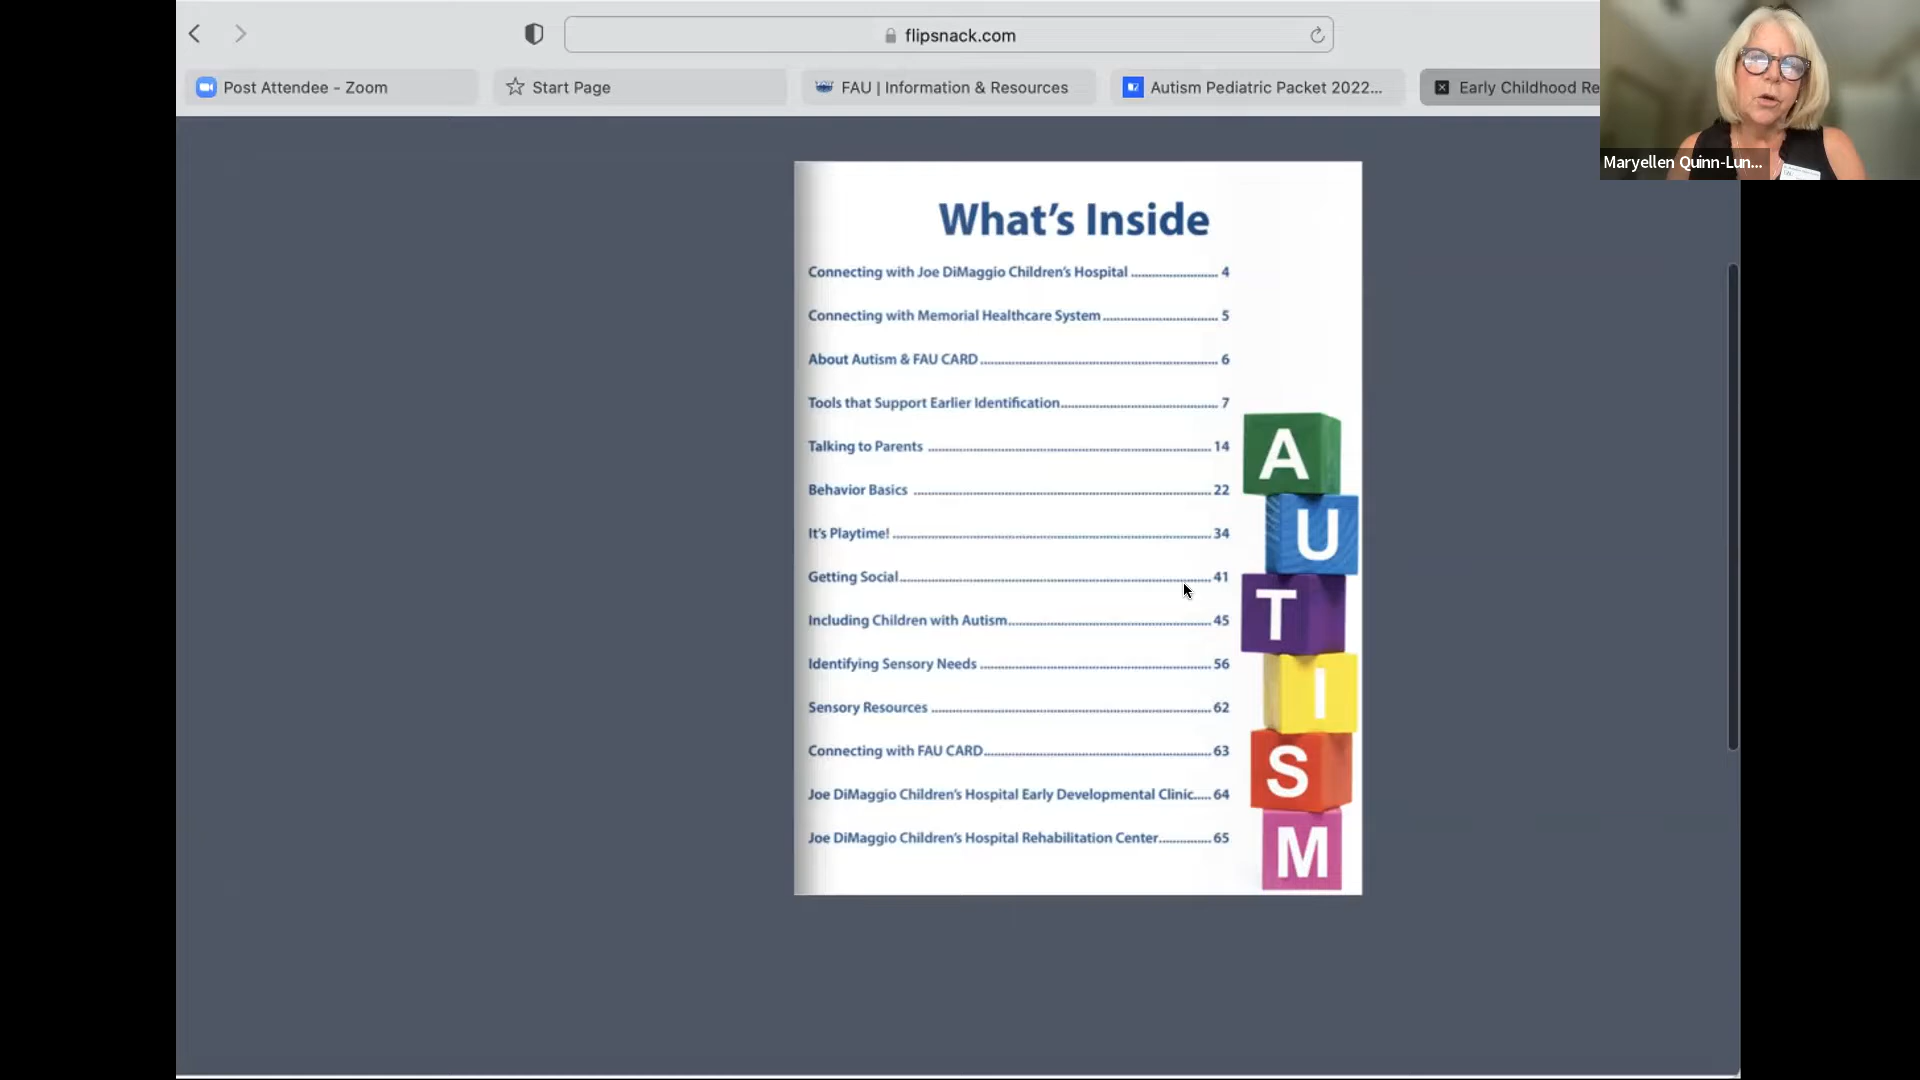 flipsnack.com
Post Attendee - Zoom
Start Page
FAU | Information & Resources
Autism Pediatric Packet 2022...
Early Childhood Re
Maryellen Quinn-Lun...
What's Inside
Connecting with Joe DiMaggio Children's Hospital ........................ 4
Connecting with Memorial Healthcare System ........................ 5
About Autism & FAU CARD ........................ 6
Tools that Support Earlier Identification ........................ 7
Talking to Parents ........................ 14
Behavior Basics ........................ 22
It's Playtime! ........................ 34
Getting Social ........................ 41
Including Children with Autism ........................ 45
Identifying Sensory Needs ........................ 56
Sensory Resources ........................ 62
Connecting with FAU CARD ........................ 63
Joe DiMaggio Children's Hospital Early Developmental Clinic..... 64
Joe DiMaggio Children's Hospital Rehabilitation Center............... 65
A
U
T
I
S
M